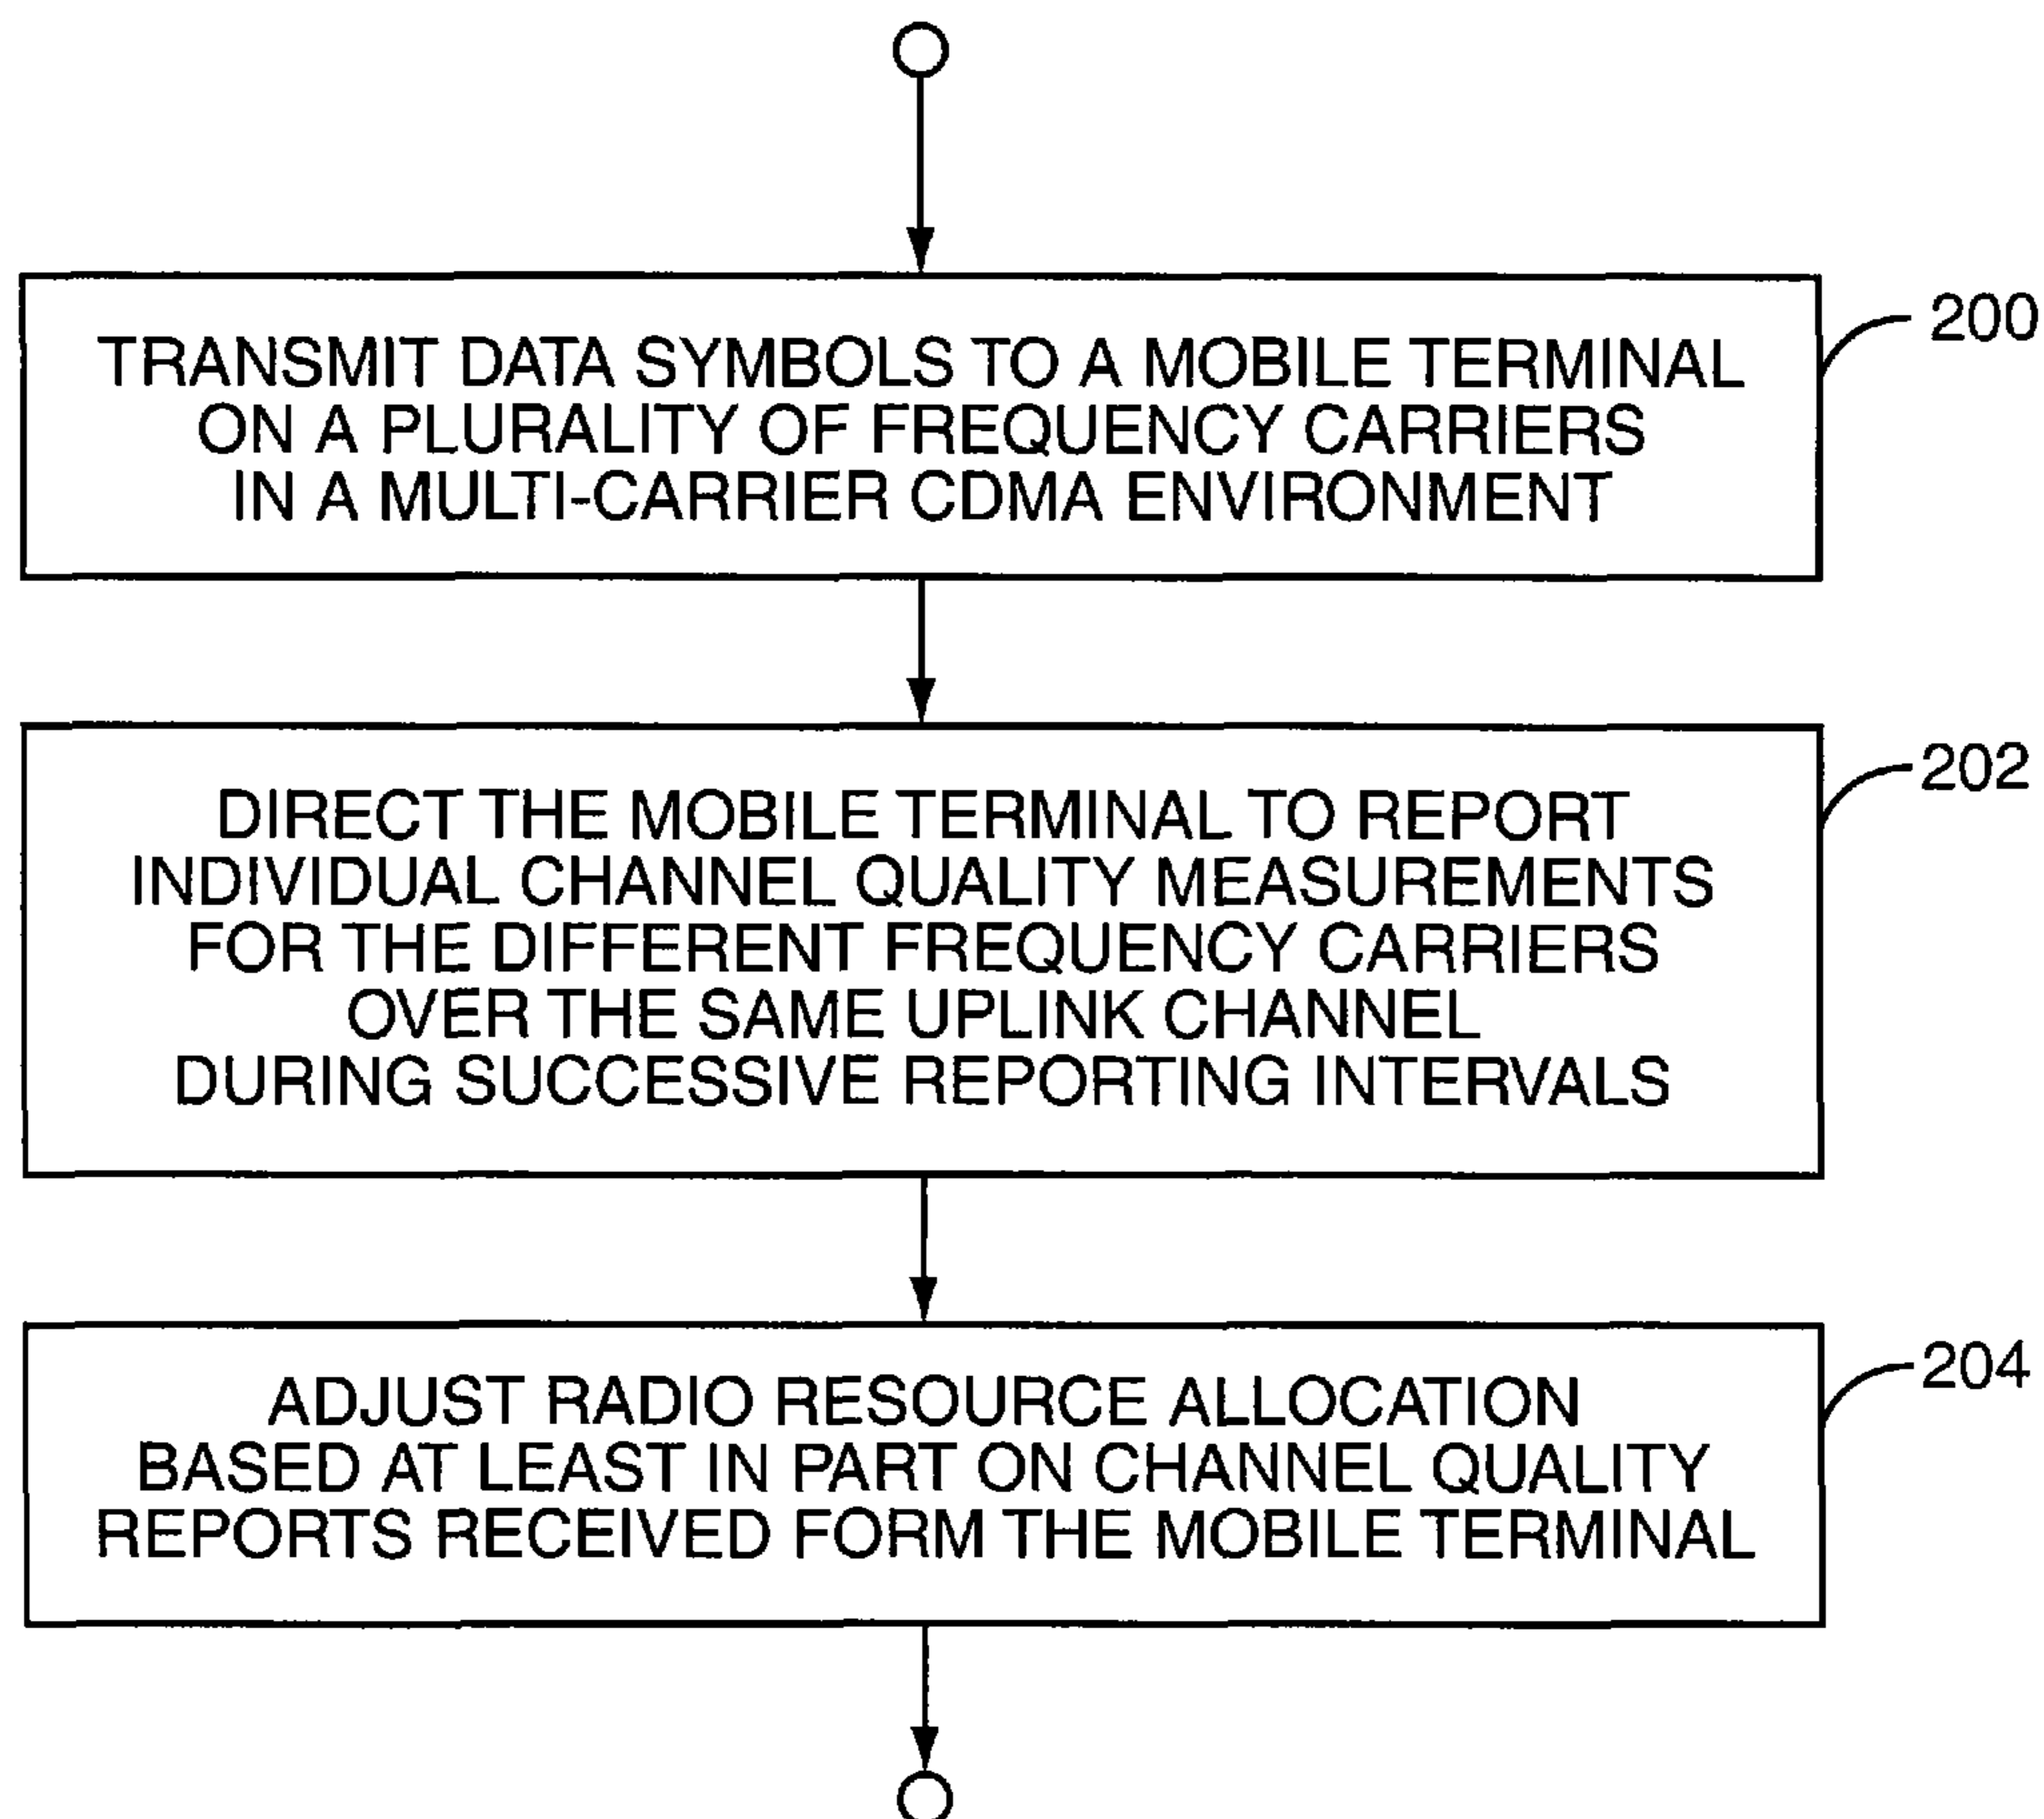 TRANSMIT DATA SYMBOLS TO A MOBILE TERMINAL
ON A PLURALITY OF FREQUENCY CARRIERS
IN A MULTI-CARRIER CDMA ENVIRONMENT
200
DIRECT THE MOBILE TERMINAL TO REPORT
INDIVIDUAL CHANNEL QUALITY MEASUREMENTS
FOR THE DIFFERENT FREQUENCY CARRIERS
OVER THE SAME UPLINK CHANNEL
DURING SUCCESSIVE REPORTING INTERVALS
202
ADJUST RADIO RESOURCE ALLOCATION
BASED AT LEAST IN PART ON CHANNEL QUALITY
REPORTS RECEIVED FORM THE MOBILE TERMINAL
204